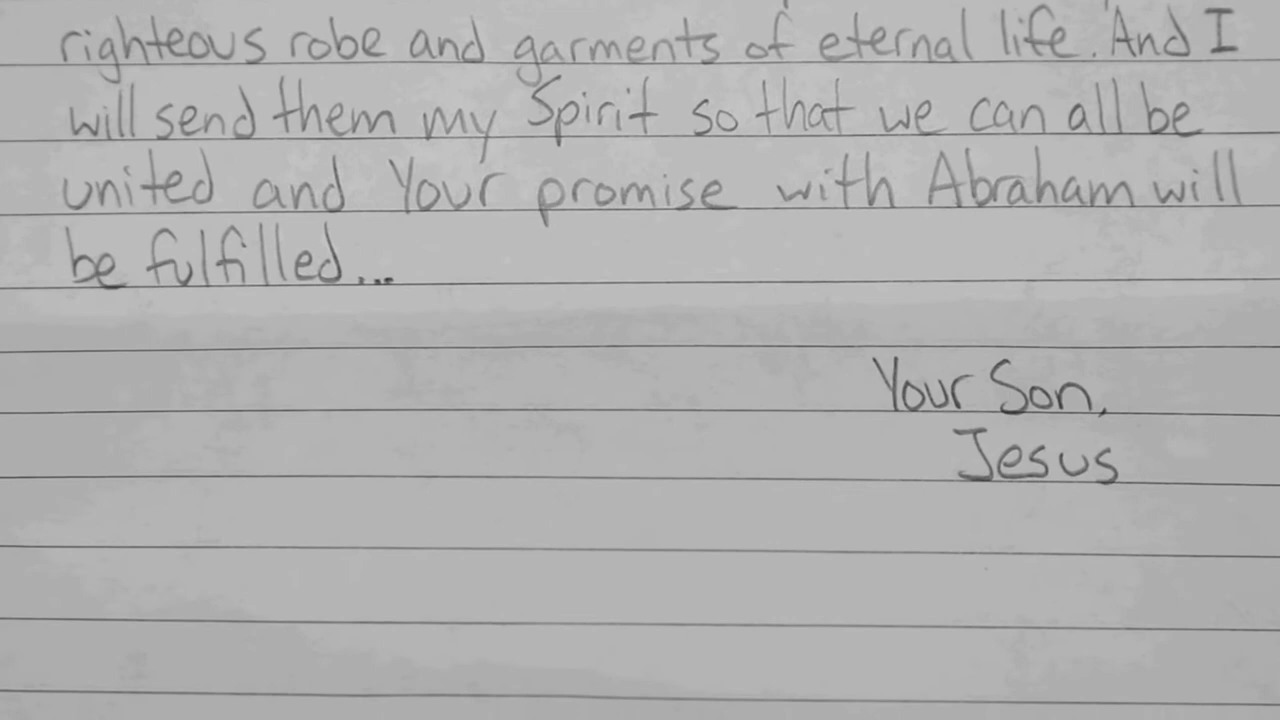 righteous robe and garments of eternal life. And I
will send them my Spirit so that we can all be
united and Your promise with Abraham will
be fulfilled...
Your Son,
Jesus